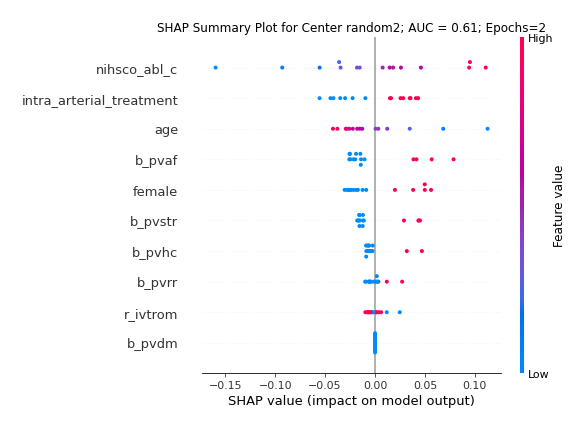 SHAP Summary Plot for Center random2; AUC = 0.61; Epochs=2
High
nihsco_abl_c
intra_arterial_treatment
age
b_pvaf
female
b_pvstr
b_pvhc
b_pvrr
r_ivtrom
b_pvdm
Feature value
Low
−0.15 −0.10 −0.05 0.00 0.05 0.10
SHAP value (impact on model output)